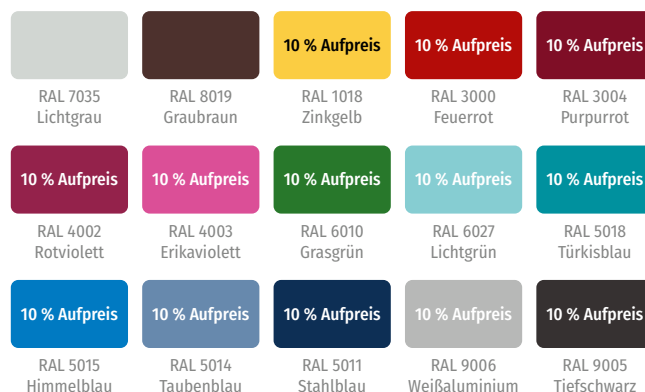 10 % Aufpreis 10 % Aufpreis 10 % Aufpreis
RAL 7035 RAL 8019 RAL 1018 RAL 3000 RAL 3004
Lichtgrau Graubraun Zinkgelb Feuerrot Purpurrot
10 % Aufpreis 10 % Aufpreis 10 % Aufpreis 10 % Aufpreis 10 % Aufpreis
RAL 4002 RAL 4003 RAL 6010 RAL 6027 RAL 5018
Rotviolett Erikaviolett Grasgrün Lichtgrün Türkisblau
10 % Aufpreis 10 % Aufpreis 10 % Aufpreis 10 % Aufpreis 10 % Aufpreis
RAL 5015 RAL 5014 RAL 5011 RAL 9006 RAL 9005
Himmelblau Taubenblau Stahlblau Weißaluminium Tiefschwarz